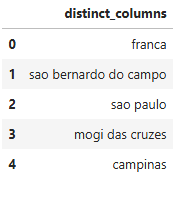 distinct_columns
0 franca
1 sao bernardo do campo
2 sao paulo
3 mogi das cruzes
4 campinas